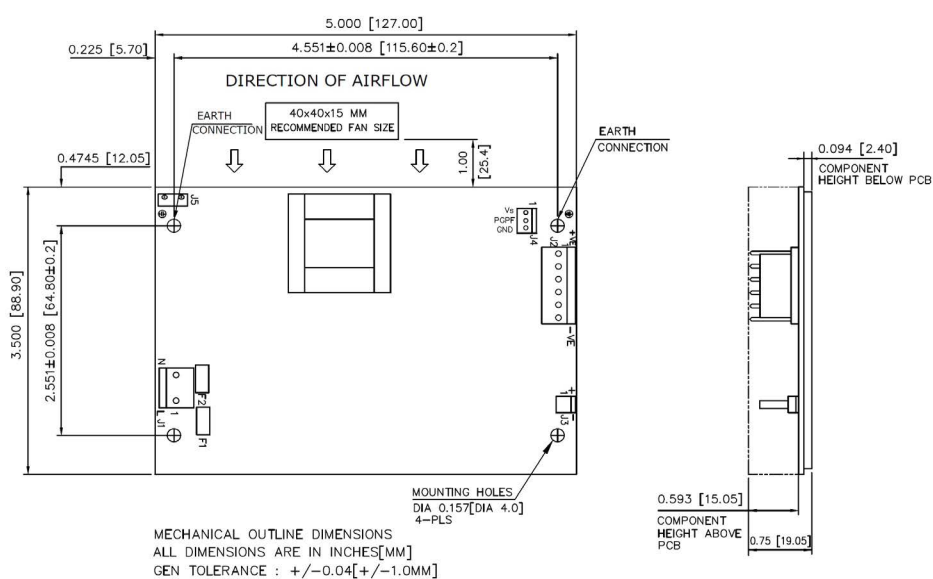 5.000 [127.00]
0.225 [5.70]
4.551±0.008 [115.60±0.2]
DIRECTION OF AIRFLOW
40x40x15 MM
RECOMMENDED FAN SIZE
EARTH
CONNECTION
EARTH
CONNECTION
1.00
[25.4]
0.4745 [12.05]
0.094 [2.40]
COMPONENT
HEIGHT BELOW PCB
J5
Vs
PGPF
GND
1
J4
J2
1
+VE
-VE
3.500 [88.90]
2.551±0.008 [64.80±0.2]
N
L
1
J1
F2
F1
+
1
-
J3
MOUNTING HOLES
DIA 0.157[DIA 4.0]
4-PLS
0.593 [15.05]
COMPONENT
HEIGHT ABOVE
PCB
0.75 [19.05]
MECHANICAL OUTLINE DIMENSIONS
ALL DIMENSIONS ARE IN INCHES[MM]
GEN TOLERANCE : +/-0.04[+/-1.0MM]